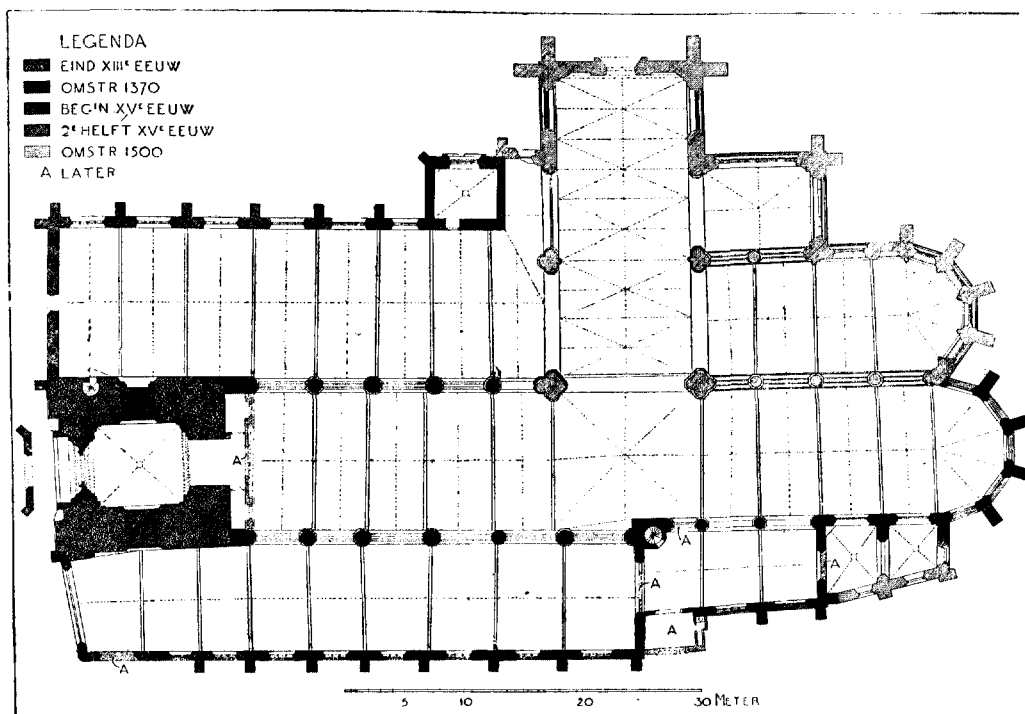 LEGENDA
EIND XIIIᵉ EEUW
OMSTR 1370
BEGIN XVᵉ EEUW
2ᵉ HELFT XVᵉ EEUW
OMSTR 1500
A LATER
A
A
A
A
A
A
5 10 20 30 METER